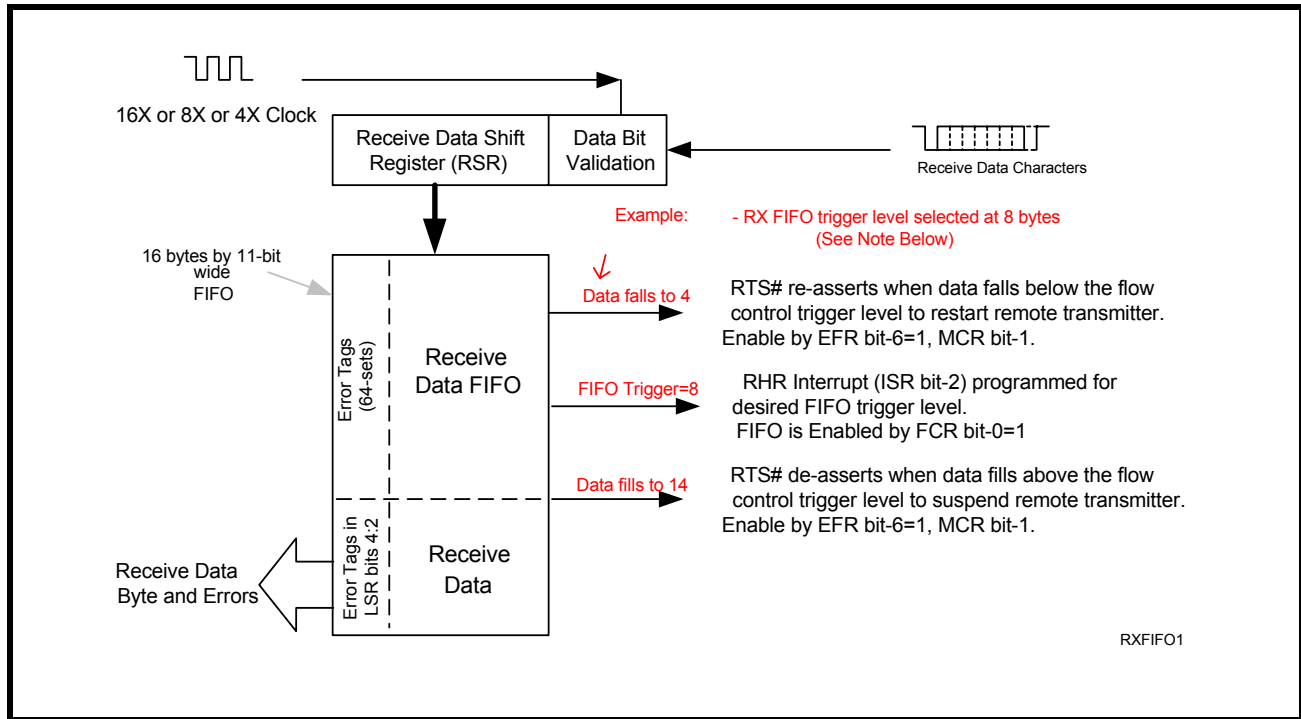 16X or 8X or 4X Clock
Receive Data Shift
Register (RSR)
Data Bit
Validation
Receive Data Characters
Example:
- RX FIFO trigger level selected at 8 bytes
(See Note Below)
16 bytes by 11-bit
wide
FIFO
Error Tags
(64-sets)
Receive
Data FIFO
Data falls to 4
RTS# re-asserts when data falls below the flow
control trigger level to restart remote transmitter.
Enable by EFR bit-6=1, MCR bit-1.
FIFO Trigger=8
RHR Interrupt (ISR bit-2) programmed for
desired FIFO trigger level.
FIFO is Enabled by FCR bit-0=1
Data fills to 14
RTS# de-asserts when data fills above the flow
control trigger level to suspend remote transmitter.
Enable by EFR bit-6=1, MCR bit-1.
Error Tags in
LSR bits 4:2
Receive
Data
Receive Data
Byte and Errors
RXFIFO1